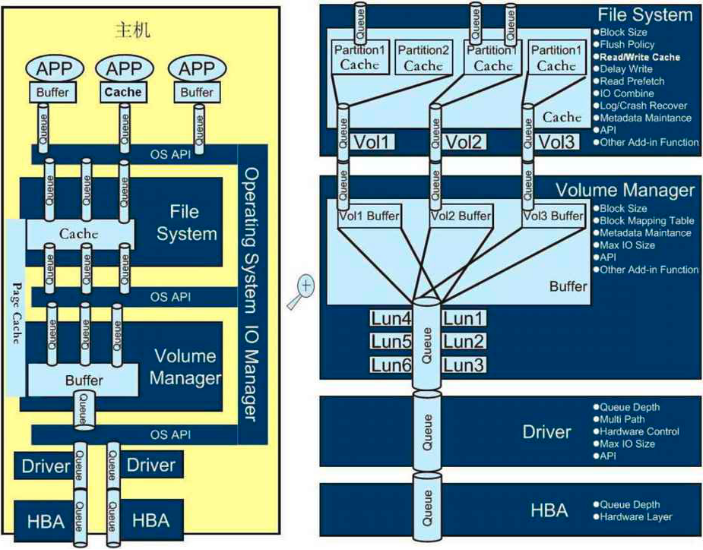 主机
APP
APP
APP
Buffer
Cache
Buffer
Queue
Queue
Queue
OS API
Queue
Queue
Queue
File
System
Cache
Queue
Queue
Queue
OS API
Queue
Queue
Queue
Volume
Manager
Buffer
Queue
OS API
Page Cache
Operating System IO Manager
Driver
Queue
Queue
Driver
HBA
Queue
Queue
HBA
File System
Queue
Queue
Queue
Partition1
Cache
Partition2
Cache
Partition1
Cache
Partition1
Cache
Cache
●Block Size
●Flush Policy
●Read/Write Cache
●Delay Write
●Read Prefetch
●IO Combine
●Log/Crash Recover
●Metadata Maintance
●API
●Other Add-in Function
Queue
Vol1
Queue
Vol2
Queue
Vol3
Volume Manager
Queue
Queue
Queue
Vol1 Buffer
Vol2 Buffer
Vol3 Buffer
Buffer
●Block Size
●Block Mapping Table
●Metadata Maintance
●Max IO Size
●API
●Other Add-in Function
Lun4
Lun1
Lun5
Lun2
Lun6
Lun3
Queue
Queue
Driver
●Queue Depth
●Multi Path
●Hardware Control
●Max IO Size
●API
Queue
HBA
●Queue Depth
●Hardware Layer